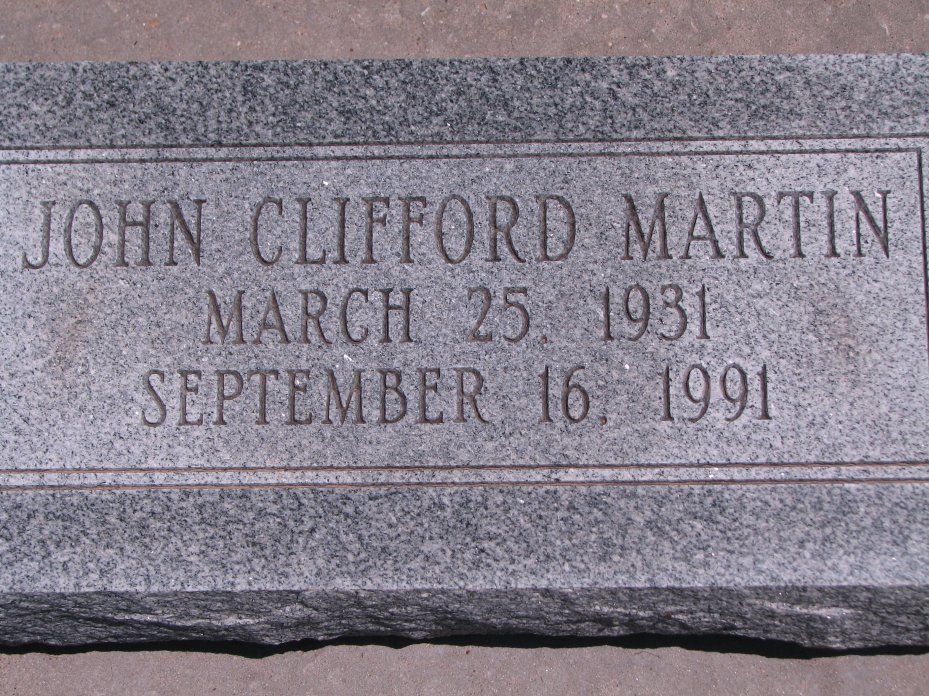 JOHN CLIFFORD MARTIN
MARCH 25, 1931
SEPTEMBER 16, 1991